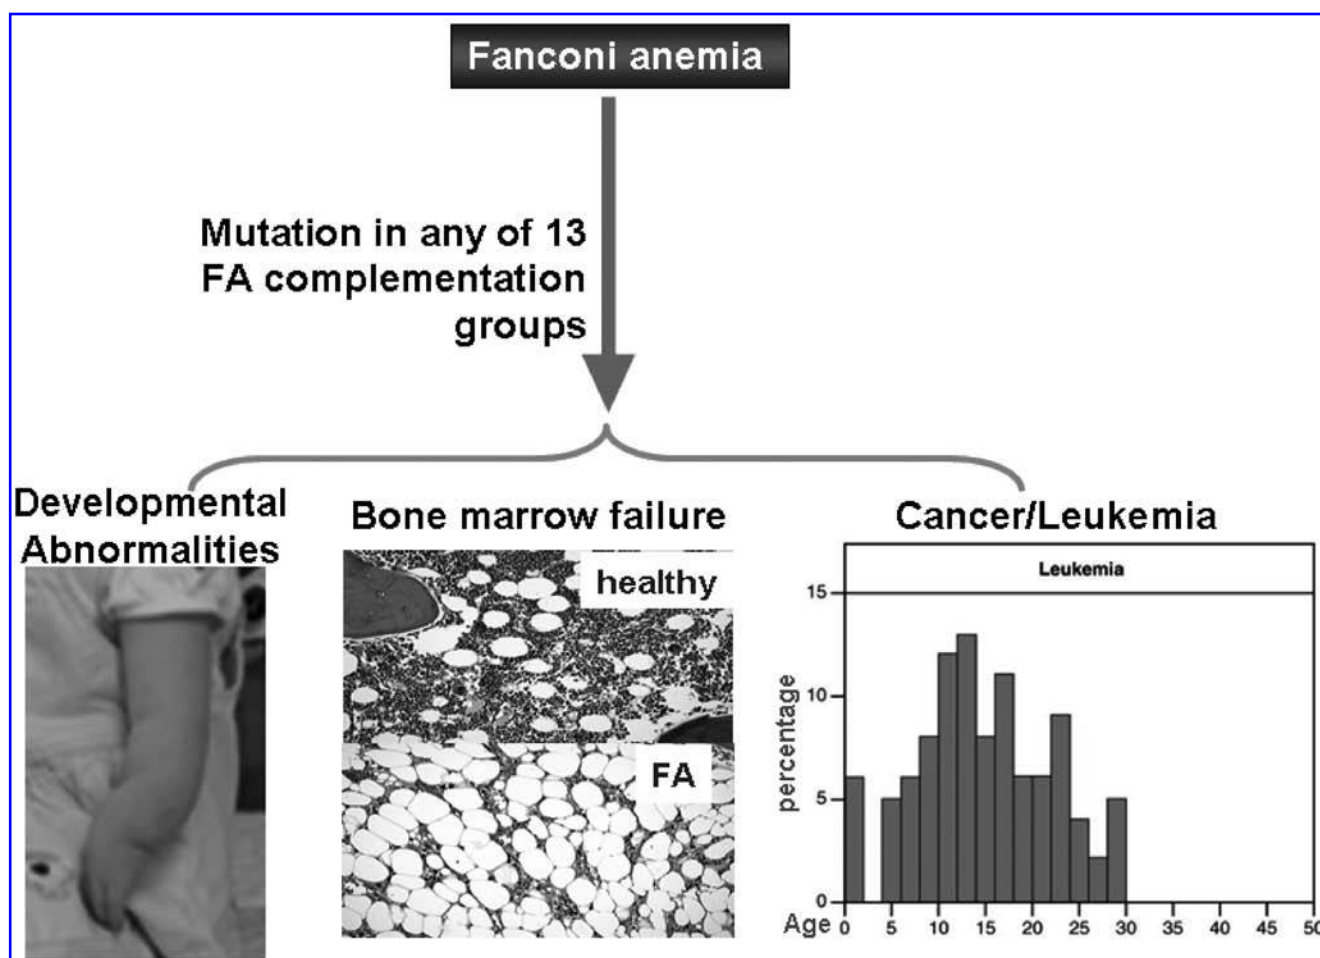 Fanconi anemia
Mutation in any of 13
FA complementation
groups
Developmental
Abnormalities
Bone marrow failure
healthy
FA
Cancer/Leukemia
Leukemia
15
10
5
0
percentage
Age 0 5 10 15 20 25 30 35 40 45 50